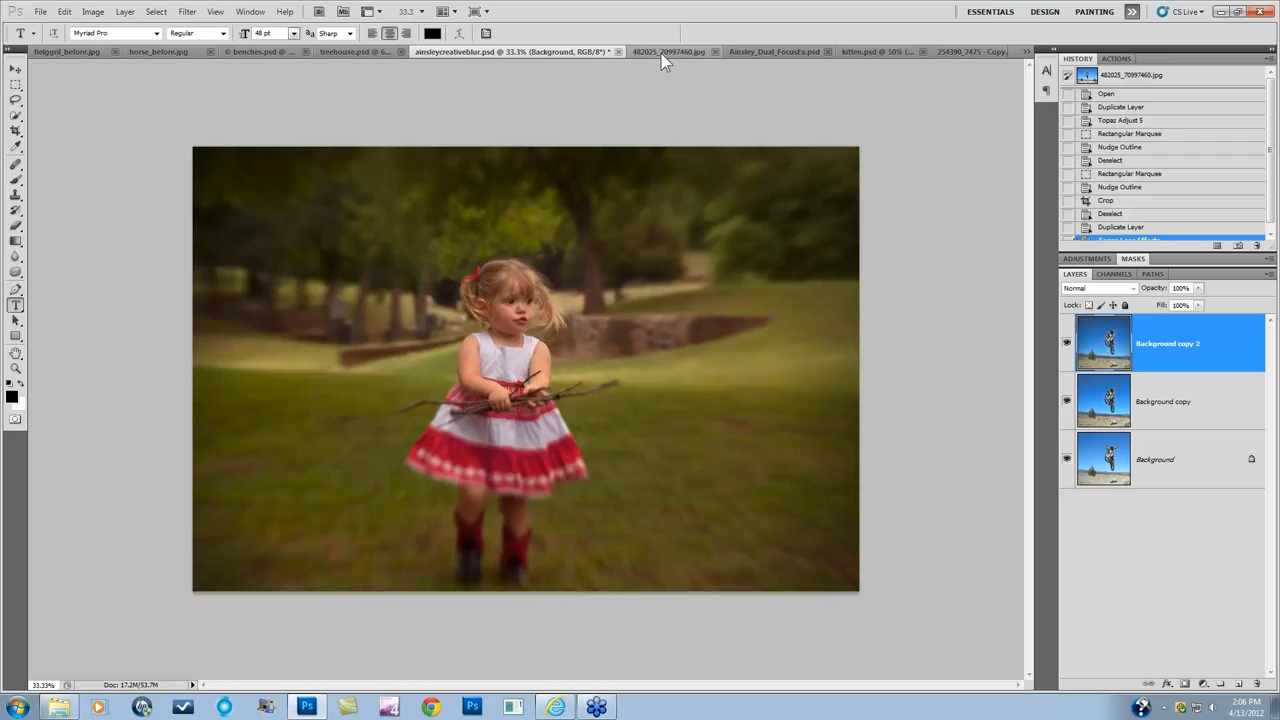 Ps File Edit Image Layer Select Filter View Window Help Br Mb 33.3 ESSENTIALS DESIGN PAINTING CS Live
T Myriad Pro Regular 48 pt aa Sharp
horse_before.jpg © benches.psd @ treehouse.psd @ 6... ainsleycreativeblur.psd @ 33.3% (Background, RGB/8*) * 482025_70997460.jpg Ainsley_Dual_FocusEx.psd kitten.psd @ 50% (... 254390_7475 - Copy.
HISTORY ACTIONS
482025_70997460.jpg
Open
Duplicate Layer
Topaz Adjust 5
Rectangular Marquee
Nudge Outline
Deselect
Rectangular Marquee
Nudge Outline
Crop
Deselect
Duplicate Layer
ADJUSTMENTS MASKS
LAYERS CHANNELS PATHS
Normal Opacity: 100%
Lock: Fill: 100%
Background copy 2
Background copy
Background
33.33% Doc: 17.2M/53.7M
2:06 PM
4/13/2012